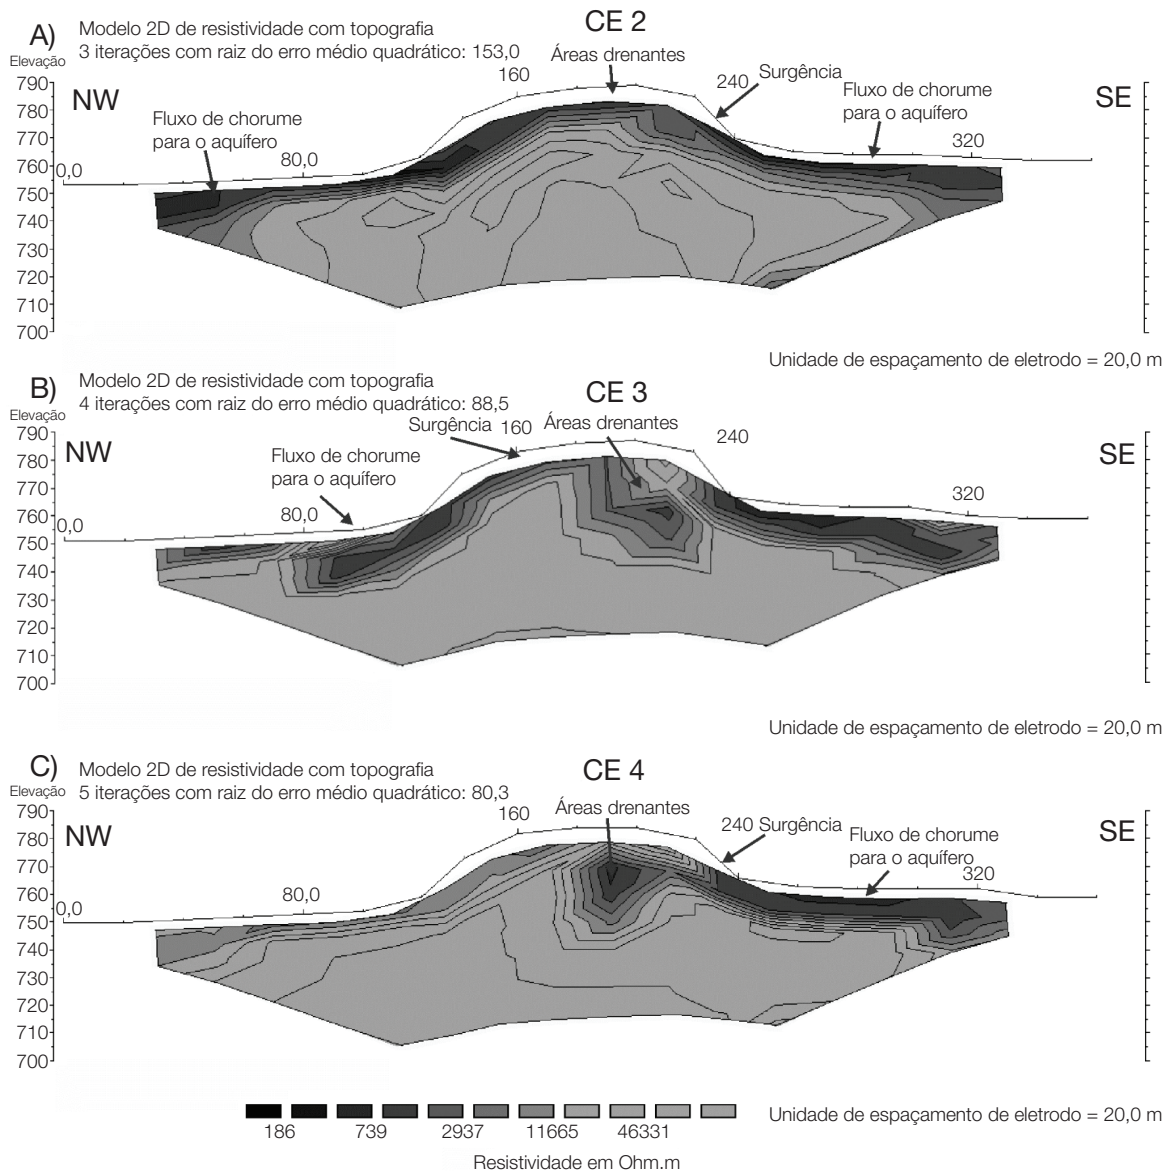 A) Modelo 2D de resistividade com topografia
3 iterações com raiz do erro médio quadrático: 153,0
CE 2
Elevação
Áreas drenantes
790
780
770
760
750
740
730
720
710
700
NW
SE
Fluxo de chorume
para o aquífero
0,0
80,0
160
240
Surgência
Fluxo de chorume
para o aquífero
320
Unidade de espaçamento de eletrodo = 20,0 m
B) Modelo 2D de resistividade com topografia
4 iterações com raiz do erro médio quadrático: 88,5
CE 3
Elevação
Surgência
160
Áreas drenantes
240
790
780
770
760
750
740
730
720
710
700
NW
SE
Fluxo de chorume
para o aquífero
0,0
80,0
Fluxo de chorume
para o aquífero
320
Unidade de espaçamento de eletrodo = 20,0 m
C) Modelo 2D de resistividade com topografia
5 iterações com raiz do erro médio quadrático: 80,3
CE 4
Elevação
Áreas drenantes
160
790
780
770
760
750
740
730
720
710
700
NW
SE
240
Surgência
Fluxo de chorume
para o aquífero
0,0
80,0
320
186
739
2937
11665
46331
Unidade de espaçamento de eletrodo = 20,0 m
Resistividade em Ohm.m